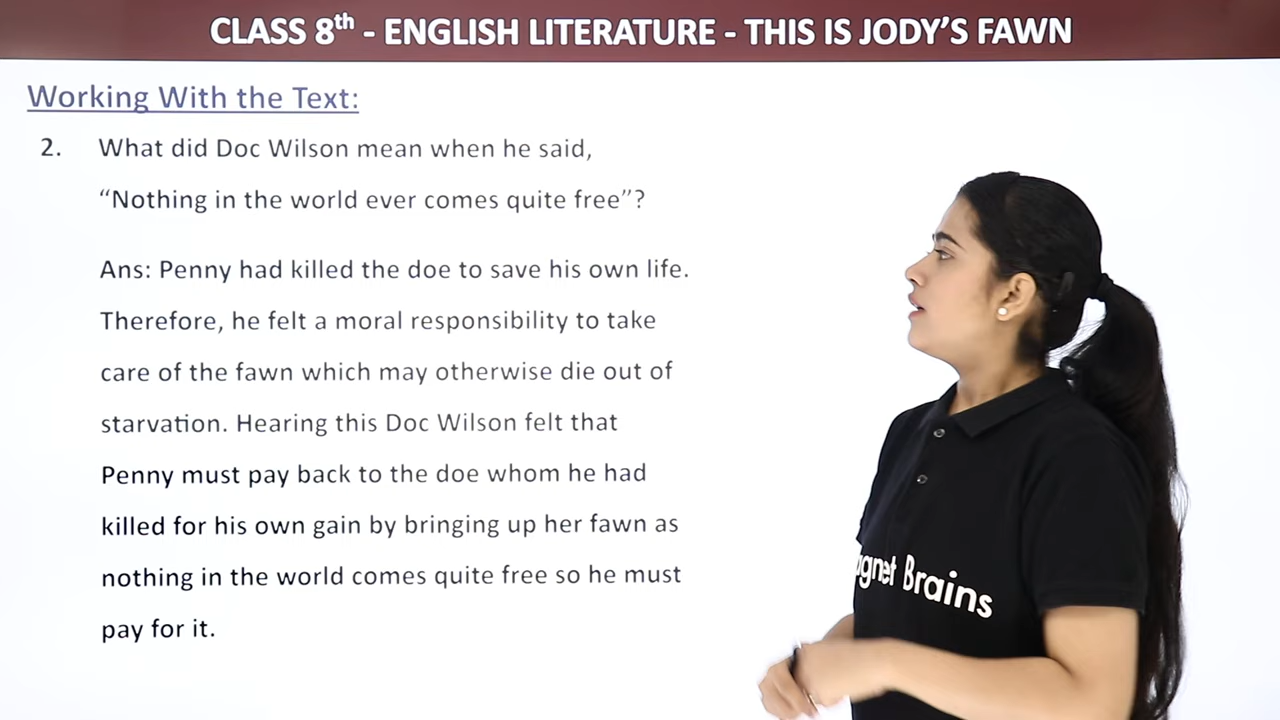 CLASS 8th - ENGLISH LITERATURE - THIS IS JODY'S FAWN
Working With the Text:
2. What did Doc Wilson mean when he said,
“Nothing in the world ever comes quite free”?
Ans: Penny had killed the doe to save his own life.
Therefore, he felt a moral responsibility to take
care of the fawn which may otherwise die out of
starvation. Hearing this Doc Wilson felt that
Penny must pay back to the doe whom he had
killed for his own gain by bringing up her fawn as
nothing in the world comes quite free so he must
pay for it.
Brains